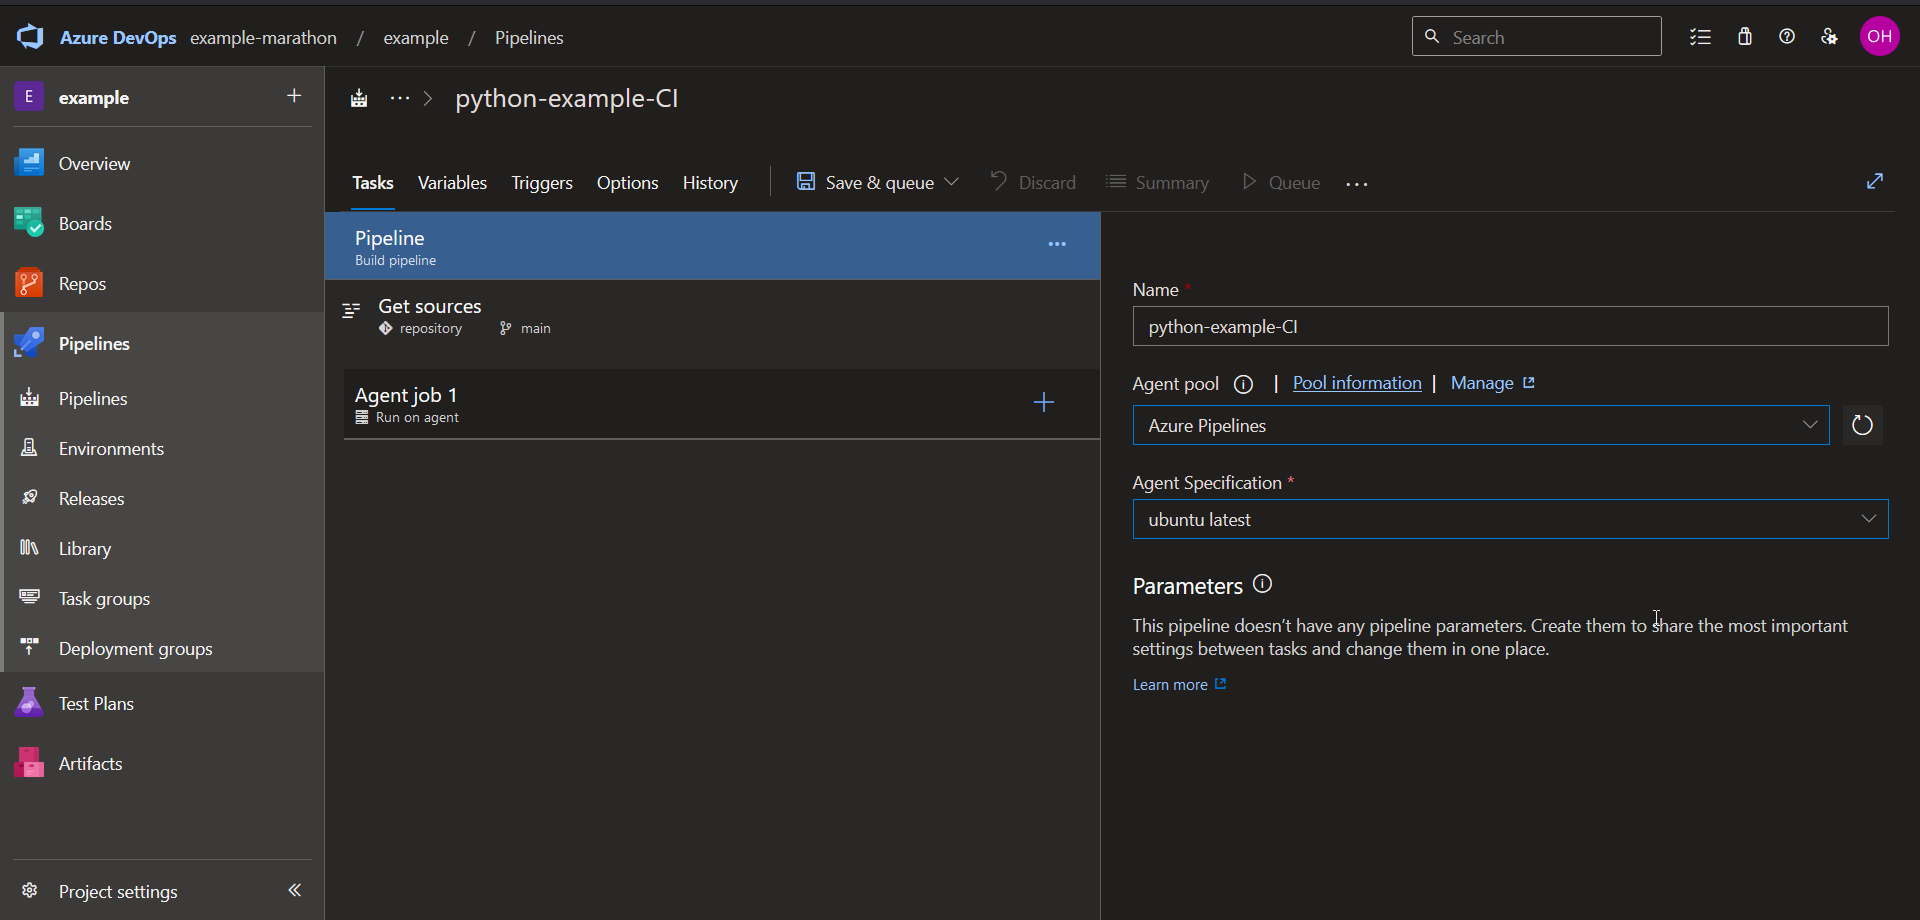 Azure DevOps example-marathon / example / Pipelines
Search
OH
E example +
Overview
Boards
Repos
Pipelines
Pipelines
Environments
Releases
Library
Task groups
Deployment groups
Test Plans
Artifacts
Project settings
... > python-example-CI
Tasks Variables Triggers Options History Save & queue Discard Summary Queue ...
Pipeline
Build pipeline
Get sources
repository main
Agent job 1
Run on agent
Name *
python-example-CI
Agent pool | Pool information | Manage
Azure Pipelines
Agent Specification *
ubuntu latest
Parameters
This pipeline doesn't have any pipeline parameters. Create them to share the most important
settings between tasks and change them in one place.
Learn more